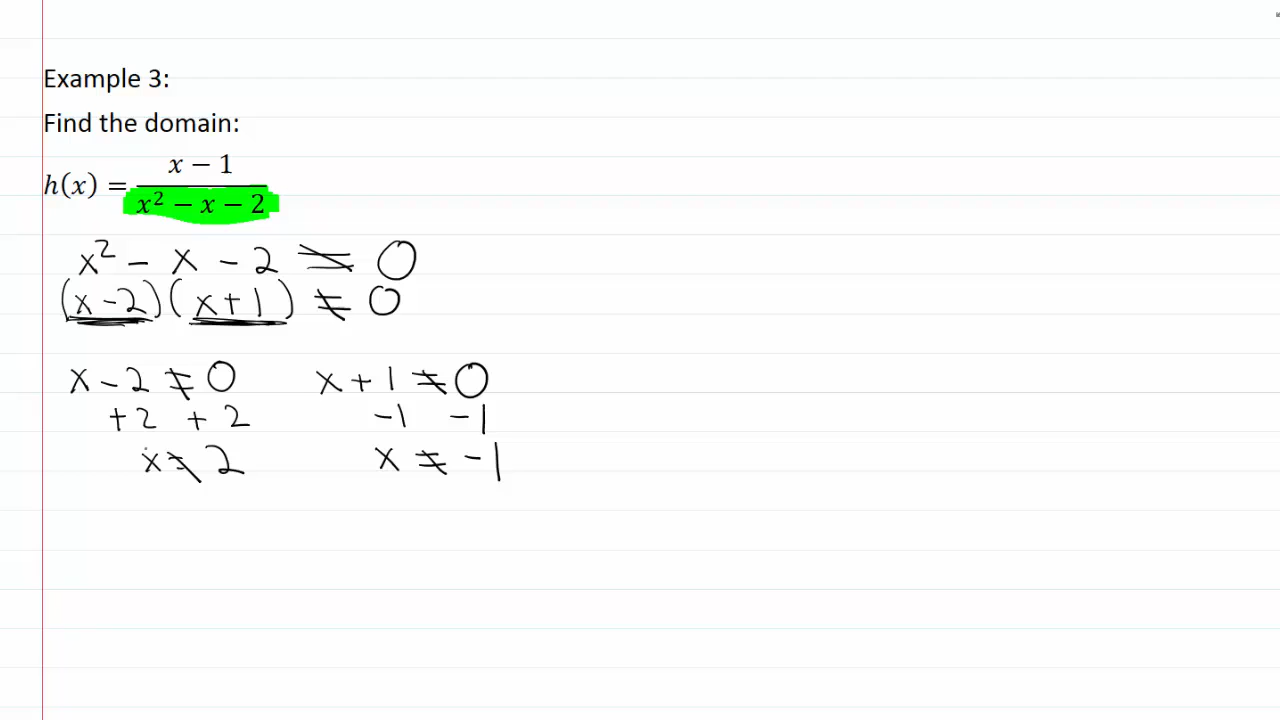 Example 3:
Find the domain:
h(x) = (x − 1)/(x² − x − 2)
x² − x − 2 ≠ 0
(x − 2)(x + 1) ≠ 0
x − 2 ≠ 0 x + 1 ≠ 0
+2 +2 −1 −1
x ≠ 2 x ≠ −1